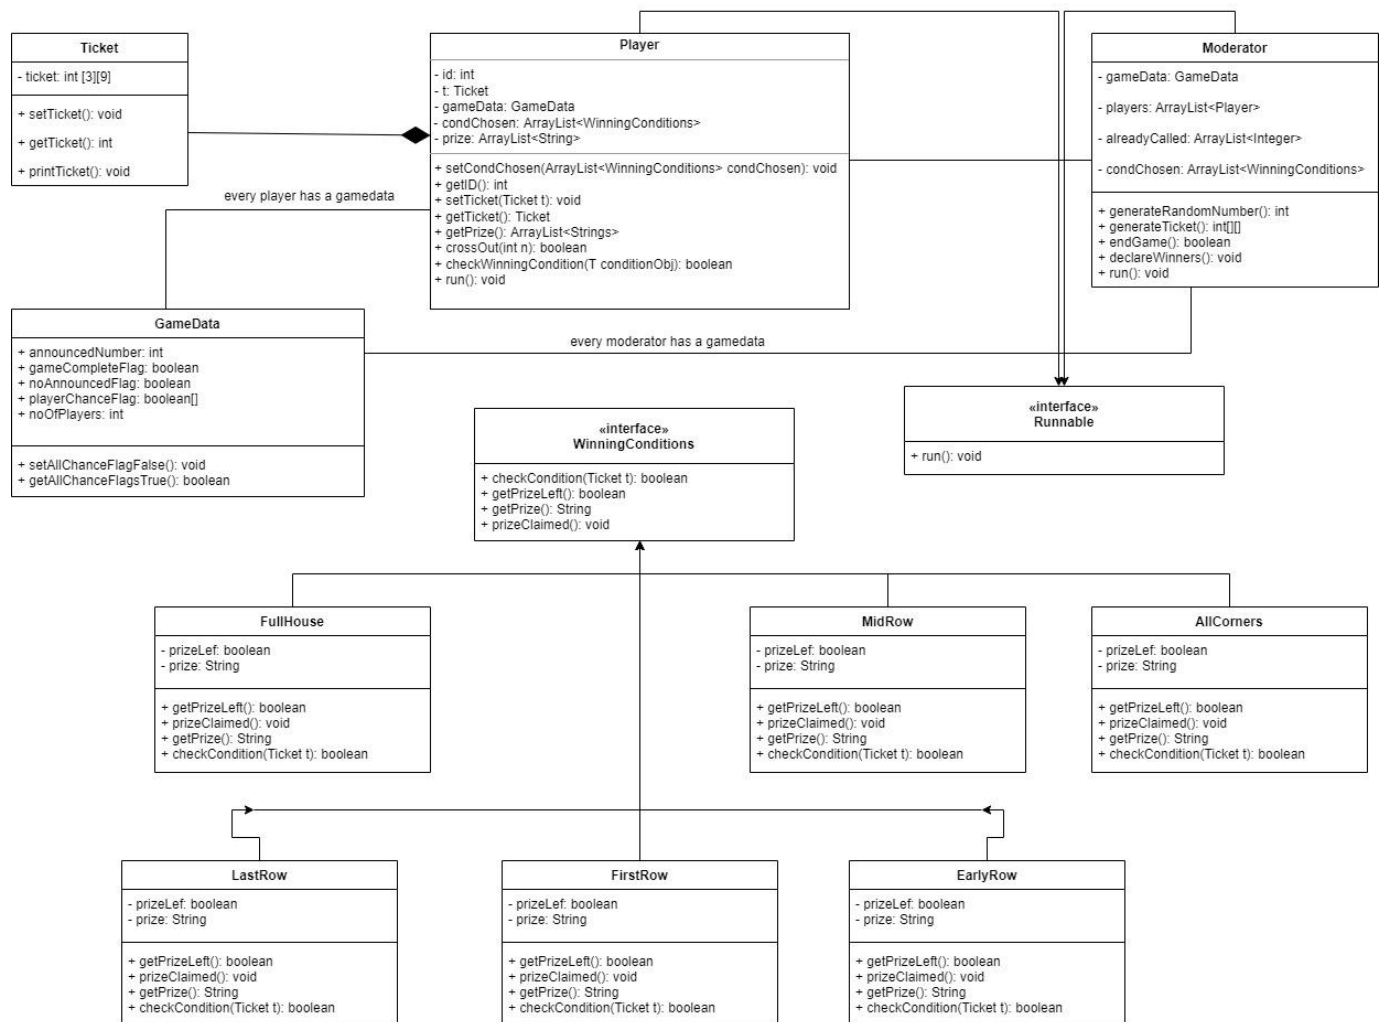 Ticket
- ticket: int [3][9]
+ setTicket(): void
+ getTicket(): int
+ printTicket(): void
Player
- id: int
- t: Ticket
- gameData: GameData
- condChosen: ArrayList<WinningConditions>
- prize: ArrayList<String>
+ setCondChosen(ArrayList<WinningConditions> condChosen): void
+ getID(): int
+ setTicket(Ticket t): void
+ getTicket(): Ticket
+ getPrize(): ArrayList<Strings>
+ crossOut(int n): boolean
+ checkWinningCondition(T conditionObj): boolean
+ run(): void
Moderator
- gameData: GameData
- players: ArrayList<Player>
- alreadyCalled: ArrayList<Integer>
- condChosen: ArrayList<WinningConditions>
+ generateRandomNumber(): int
+ generateTicket(): int[][]
+ endGame(): boolean
+ declareWinners(): void
+ run(): void
every player has a gamedata
GameData
+ announcedNumber: int
+ gameCompleteFlag: boolean
+ noAnnouncedFlag: boolean
+ playerChanceFlag: boolean[]
+ noOfPlayers: int
+ setAllChanceFlagFalse(): void
+ getAllChanceFlagsTrue(): boolean
every moderator has a gamedata
«interface»
WinningConditions
+ checkCondition(Ticket t): boolean
+ getPrizeLeft(): boolean
+ getPrize(): String
+ prizeClaimed(): void
«interface»
Runnable
+ run(): void
FullHouse
- prizeLef: boolean
- prize: String
+ getPrizeLeft(): boolean
+ prizeClaimed(): void
+ getPrize(): String
+ checkCondition(Ticket t): boolean
MidRow
- prizeLef: boolean
- prize: String
+ getPrizeLeft(): boolean
+ prizeClaimed(): void
+ getPrize(): String
+ checkCondition(Ticket t): boolean
AllCorners
- prizeLef: boolean
- prize: String
+ getPrizeLeft(): boolean
+ prizeClaimed(): void
+ getPrize(): String
+ checkCondition(Ticket t): boolean
LastRow
- prizeLef: boolean
- prize: String
+ getPrizeLeft(): boolean
+ prizeClaimed(): void
+ getPrize(): String
+ checkCondition(Ticket t): boolean
FirstRow
- prizeLef: boolean
- prize: String
+ getPrizeLeft(): boolean
+ prizeClaimed(): void
+ getPrize(): String
+ checkCondition(Ticket t): boolean
EarlyRow
- prizeLef: boolean
- prize: String
+ getPrizeLeft(): boolean
+ prizeClaimed(): void
+ getPrize(): String
+ checkCondition(Ticket t): boolean